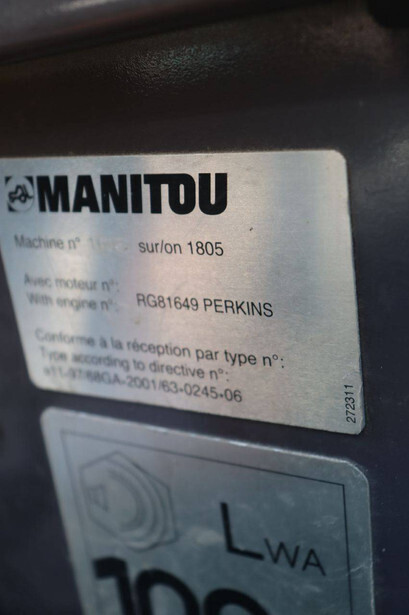 MANITOU
Machine n° sur/on 1805
Avec moteur n°:
With engine n°: RG81649 PERKINS
Conforme à la réception par type n°:
Type according to directive n°:
e11-97/68GA-2001/63-0245-06
272311
LWA